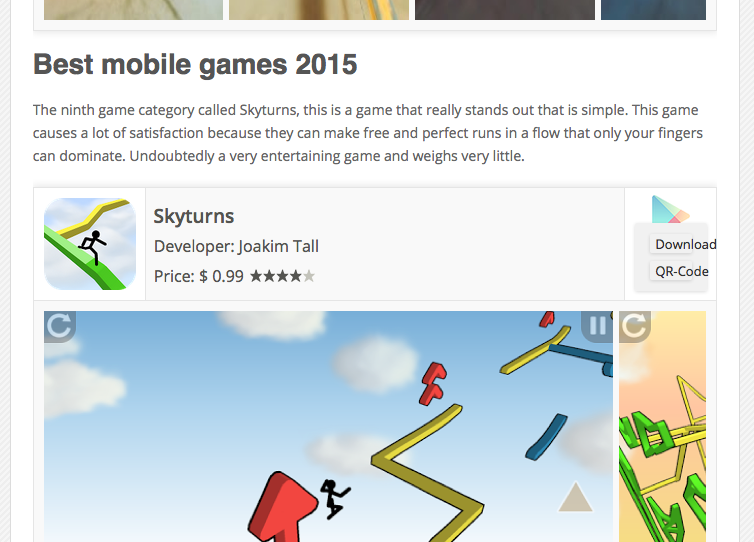 Best mobile games 2015
The ninth game category called Skyturns, this is a game that really stands out that is simple. This game
causes a lot of satisfaction because they can make free and perfect runs in a flow that only your fingers
can dominate. Undoubtedly a very entertaining game and weighs very little.
Skyturns
Developer: Joakim Tall
Price: $ 0.99 ★★★★★
Download
QR-Code